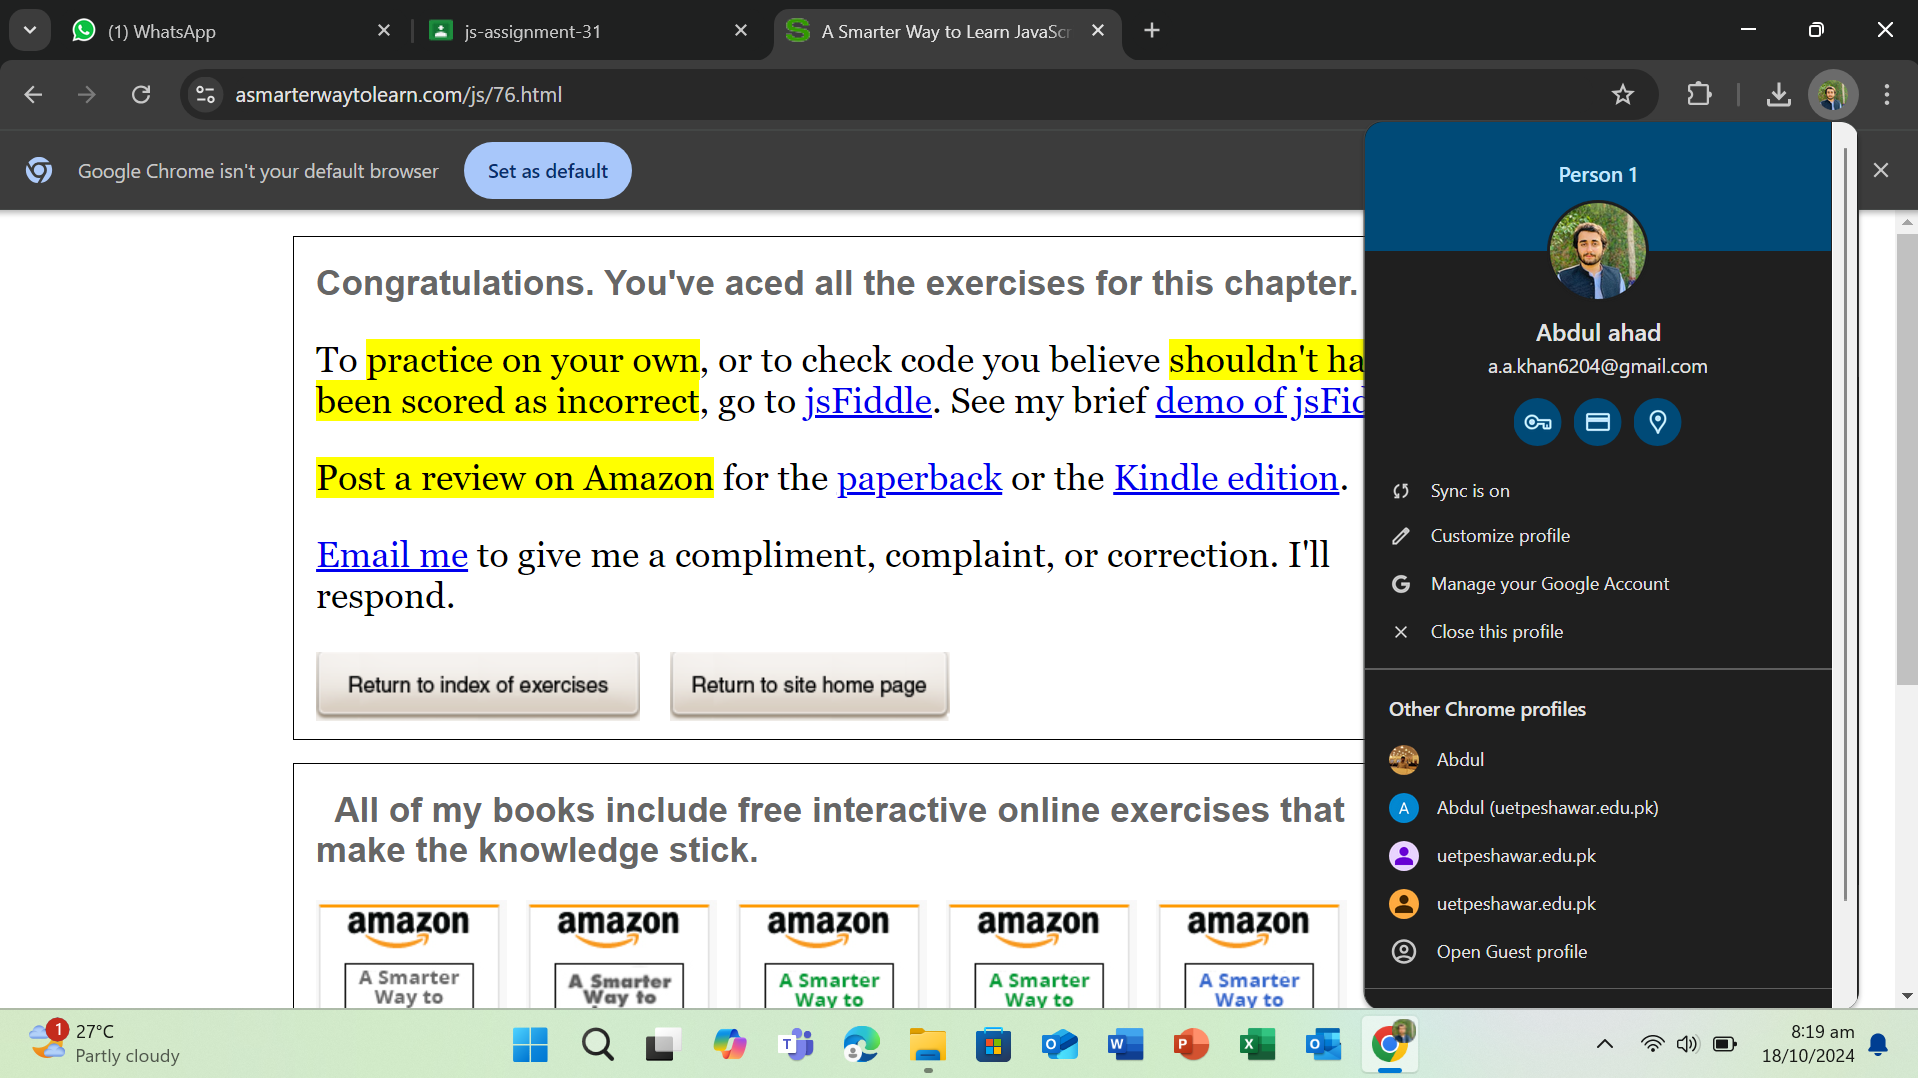 (1) WhatsApp
js-assignment-31
A Smarter Way to Learn JavaScr
asmarterwaytolearn.com/js/76.html
Google Chrome isn't your default browser
Set as default
Congratulations. You've aced all the exercises for this chapter.
To practice on your own, or to check code you believe shouldn't ha
been scored as incorrect, go to jsFiddle. See my brief demo of jsFid
Post a review on Amazon for the paperback or the Kindle edition.
Email me to give me a compliment, complaint, or correction. I'll
respond.
Return to index of exercises
Return to site home page
All of my books include free interactive online exercises that
make the knowledge stick.
amazon
A Smarter
Way to
amazon
A Smarter
Way to
amazon
A Smarter
Way to
amazon
A Smarter
Way to
amazon
A Smarter
Way to
Person 1
Abdul ahad
a.a.khan6204@gmail.com
Sync is on
Customize profile
Manage your Google Account
Close this profile
Other Chrome profiles
Abdul
A
Abdul (uetpeshawar.edu.pk)
uetpeshawar.edu.pk
uetpeshawar.edu.pk
Open Guest profile
1
27°C
Partly cloudy
8:19 am
18/10/2024